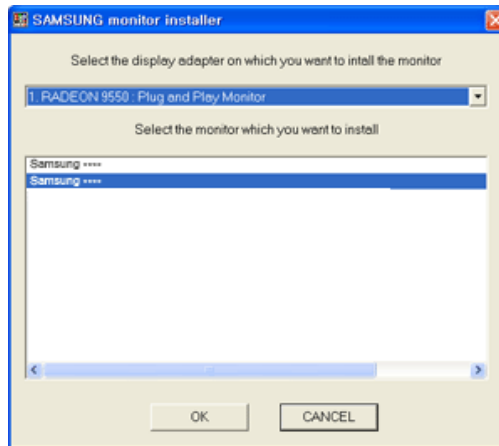 SAMSUNG monitor installer
Select the display adapter on which you want to intall the monitor
1. RADEON 9550 : Plug and Play Monitor
Select the monitor which you want to install
Samsung ****
Samsung ****
OK
CANCEL